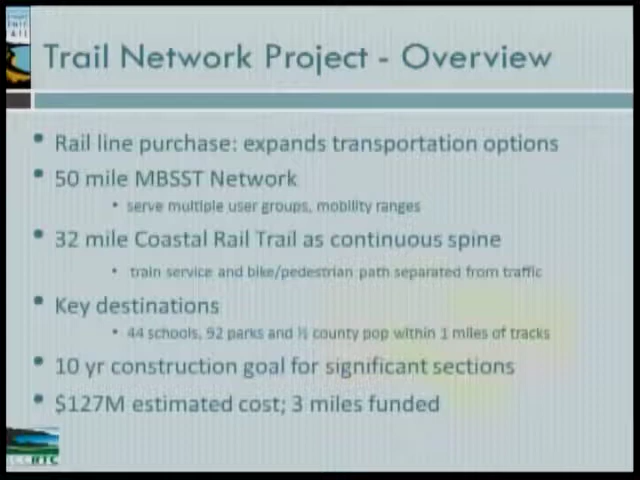 Trail Network Project - Overview
• Rail line purchase: expands transportation options
• 50 mile MBSST Network
• serve multiple user groups, mobility ranges
• 32 mile Coastal Rail Trail as continuous spine
• train service and bike/pedestrian path separated from traffic
• Key destinations
• 44 schools, 92 parks and ½ county pop within 1 miles of tracks
• 10 yr construction goal for significant sections
• $127M estimated cost; 3 miles funded